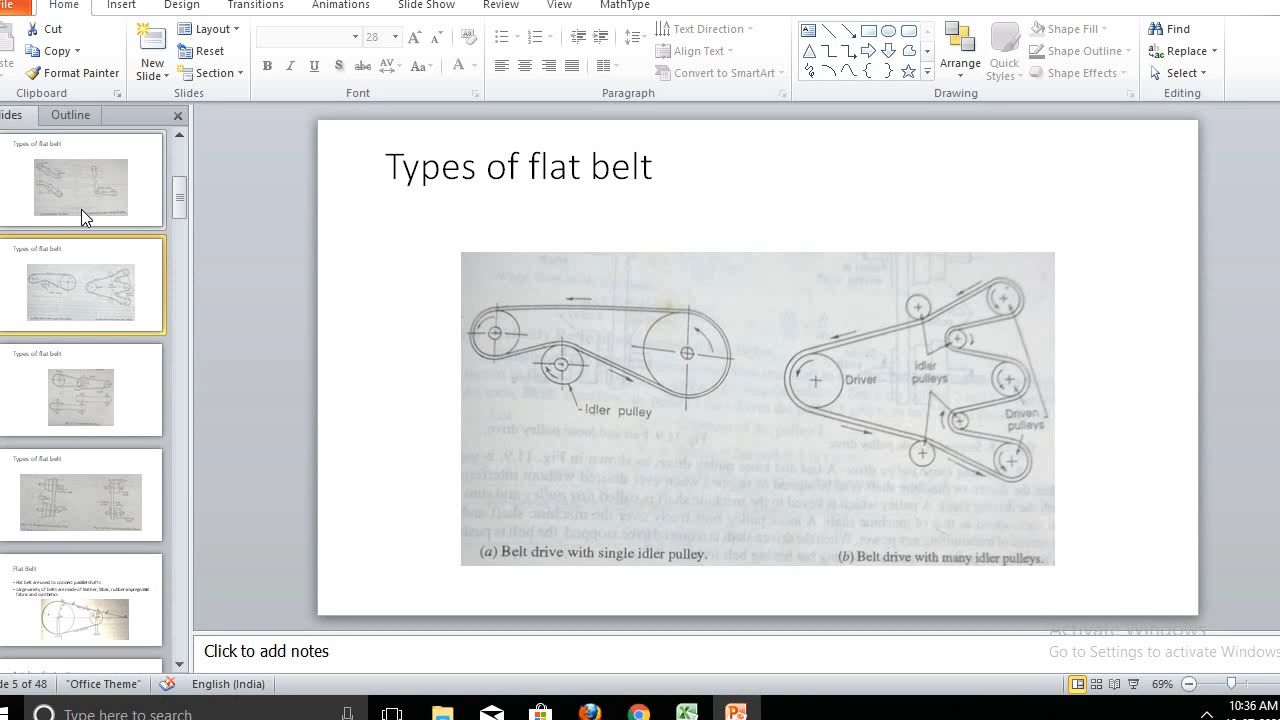 File Home Insert Design Transitions Animations Slide Show Review View MathType
Cut
Copy
Format Painter
Clipboard
New
Slide
Layout
Reset
Section
Slides
28
B I U S abc AV Aa A
Font
Text Direction
Align Text
Convert to SmartArt
Paragraph
Arrange
Quick
Styles
Shape Fill
Shape Outline
Shape Effects
Drawing
Find
Replace
Select
Editing
Slides Outline
Types of flat belt
Types of flat belt
Types of flat belt
Types of flat belt
Flat Belt
Types of flat belt
Idler pulley
(a) Belt drive with single idler pulley.
Driver
Idler
pulleys
Driven
pulleys
(b) Belt drive with many idler pulleys.
Click to add notes
Activate Windows
Go to Settings to activate Windows
Slide 5 of 48 "Office Theme" English (India) 69%
Type here to search
10:36 AM